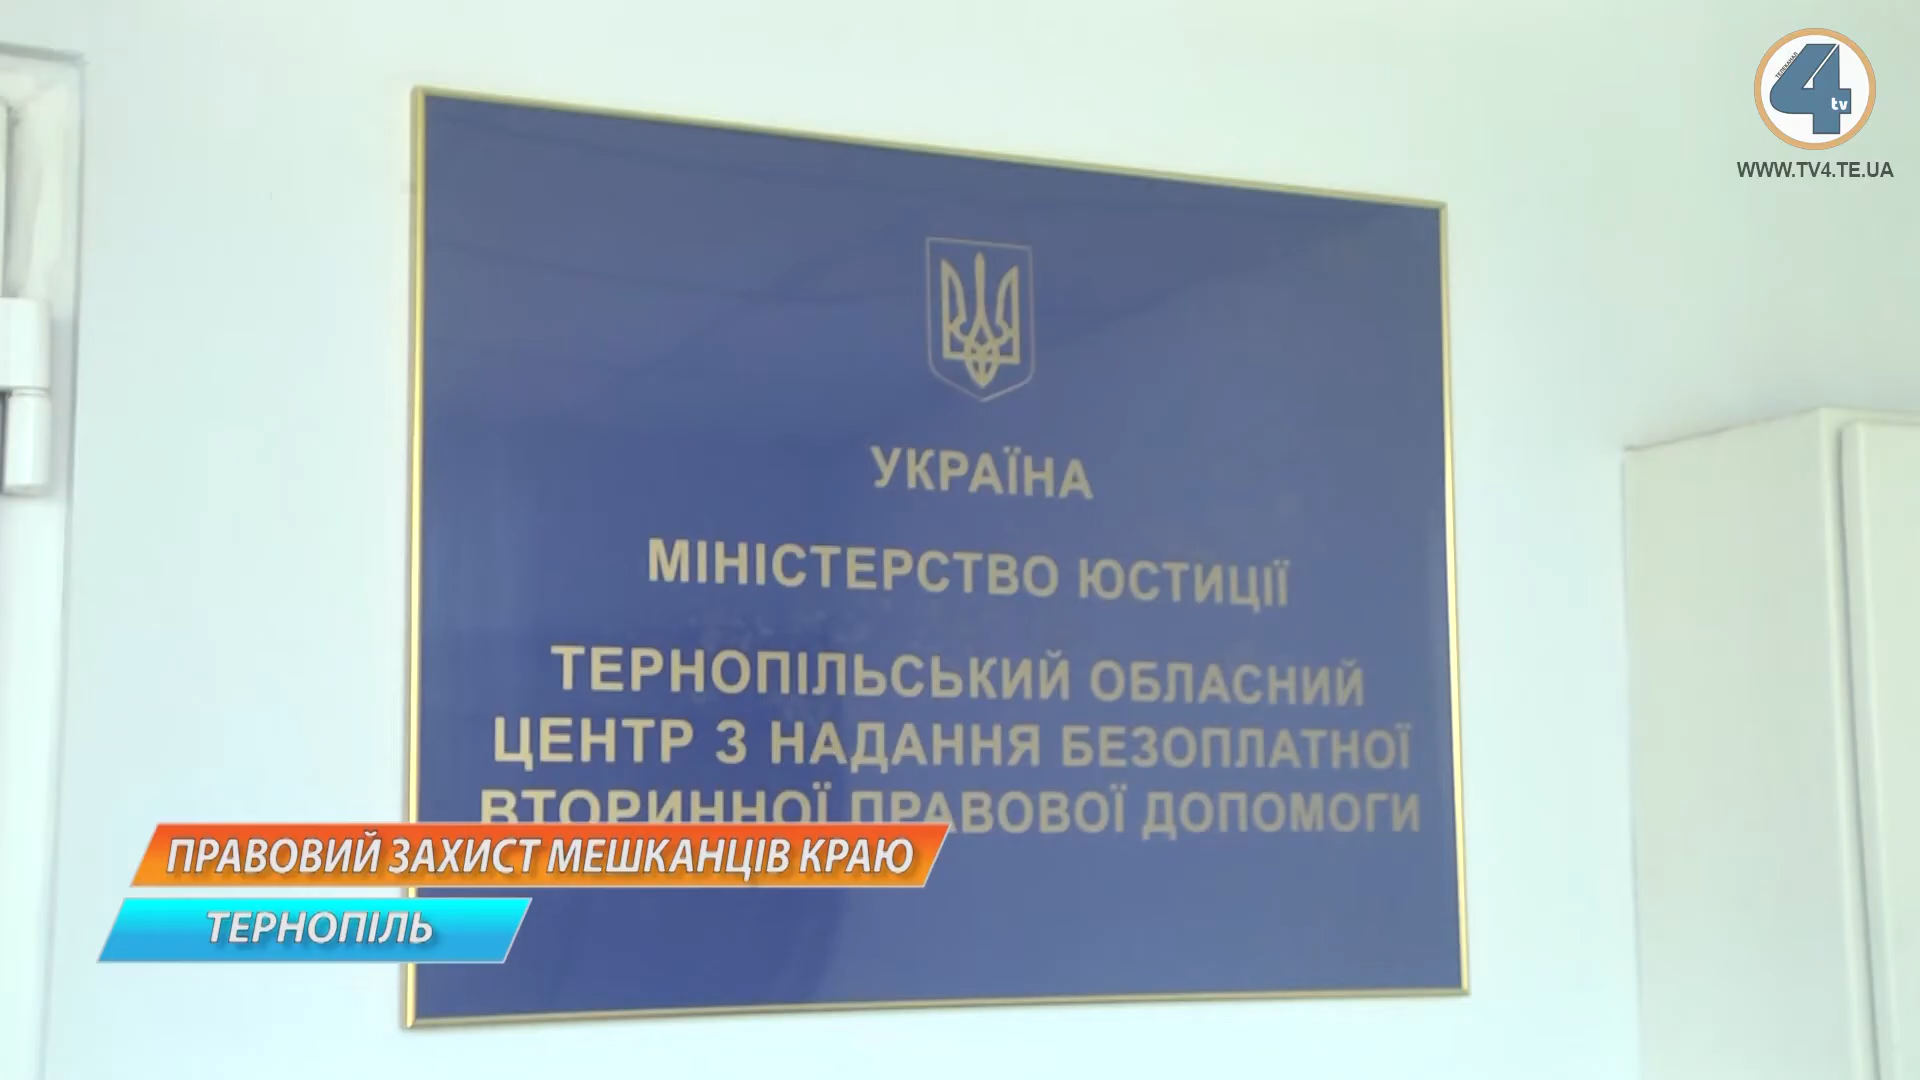 ТЕЛЕКАНАЛ
4
tv
WWW.TV4.TE.UA
УКРАЇНА
МІНІСТЕРСТВО ЮСТИЦІЇ
ТЕРНОПІЛЬСЬКИЙ ОБЛАСНИЙ
ЦЕНТР З НАДАННЯ БЕЗОПЛАТНОЇ
ВТОРИННОЇ ПРАВОВОЇ ДОПОМОГИ
ПРАВОВИЙ ЗАХИСТ МЕШКАНЦІВ КРАЮ
ТЕРНОПІЛЬ